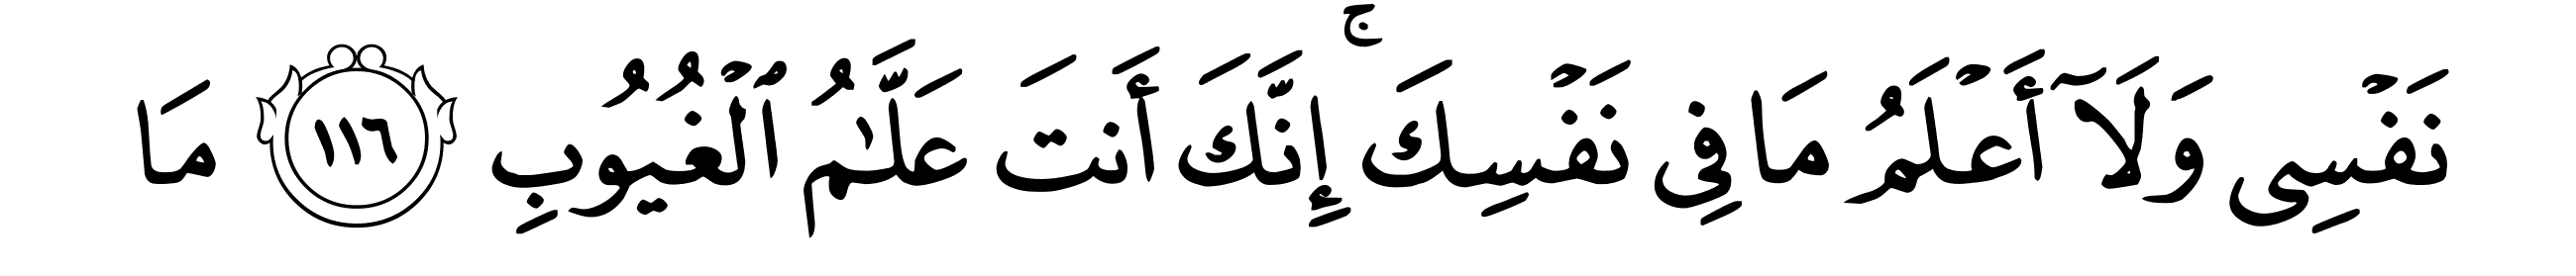 نَفۡسِي وَلَآ أَعۡلَمُ مَا فِي نَفۡسِكَۚ إِنَّكَ أَنتَ عَلَّٰمُ ٱلۡغُيُوبِ ١١٦ مَا